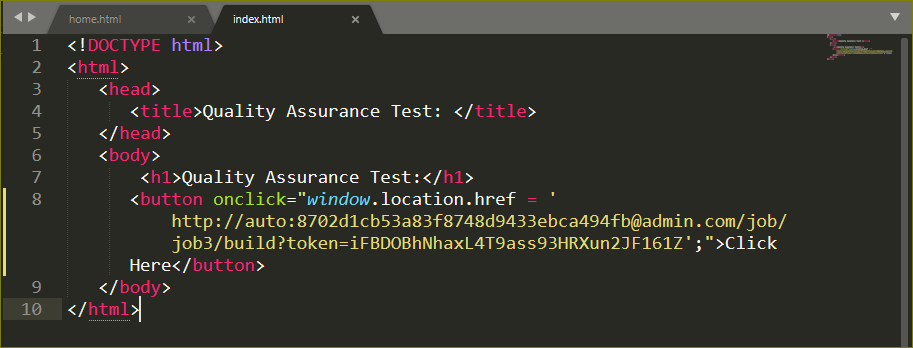 home.html × index.html ×
1 <!DOCTYPE html>
2 <html>
3 <head>
4 <title>Quality Assurance Test: </title>
5 </head>
6 <body>
7 <h1>Quality Assurance Test:</h1>
8 <button onclick="window.location.href = '
http://auto:8702d1cb53a83f8748d9433ebca494fb@admin.com/job/
job3/build?token=iFBDOBhNhaxL4T9ass93HRXun2JF161Z';">Click
Here</button>
9 </body>
10 </html>